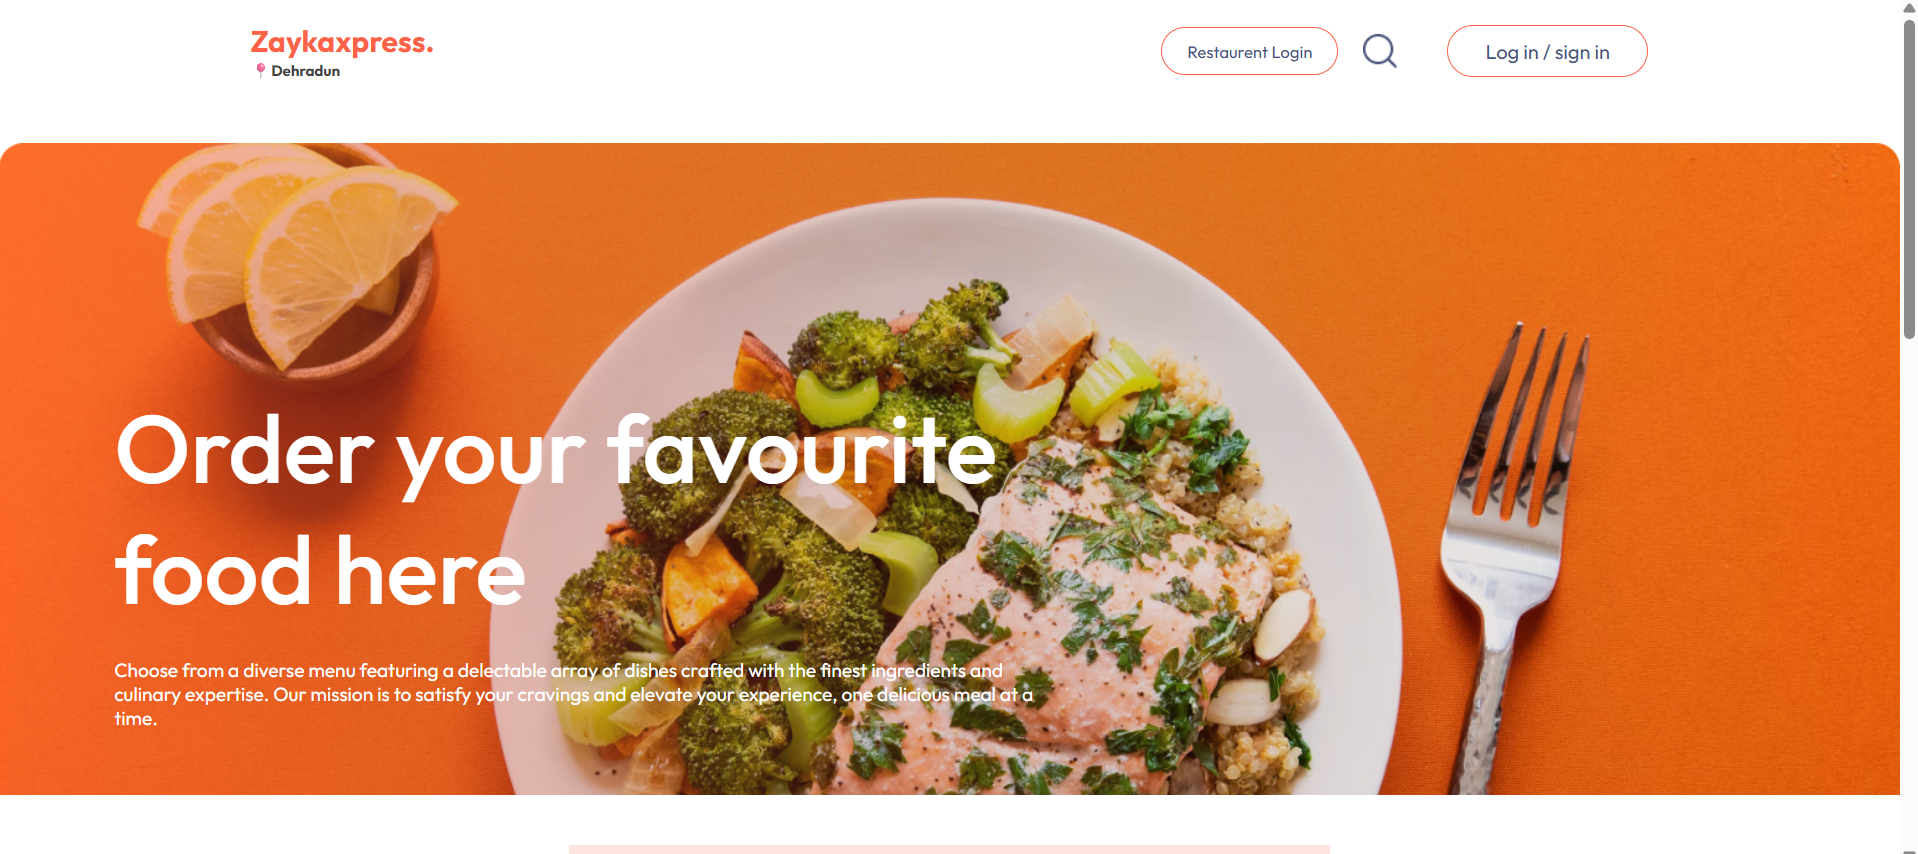 Zaykaxpress.
📍 Dehradun
Restaurent Login
Log in / sign in
Order your favourite
food here
Choose from a diverse menu featuring a delectable array of dishes crafted with the finest ingredients and
culinary expertise. Our mission is to satisfy your cravings and elevate your experience, one delicious meal at a
time.